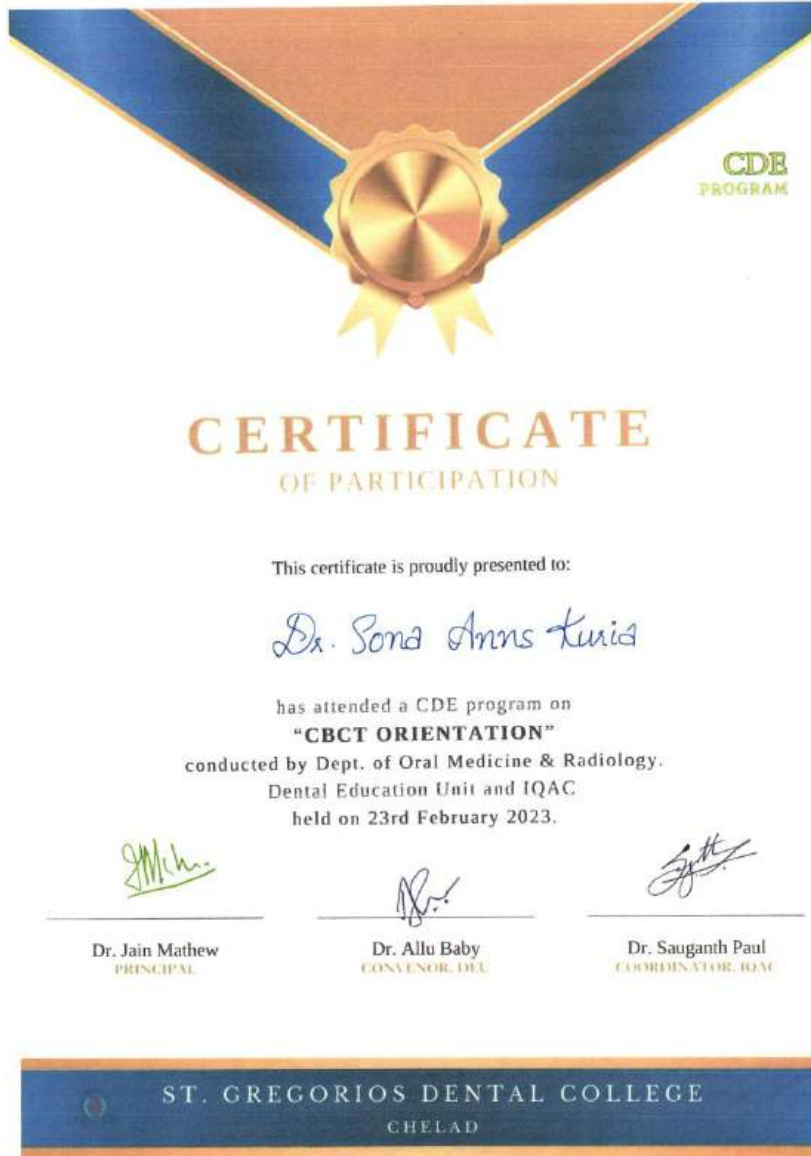 CDE
PROGRAM
CERTIFICATE
OF PARTICIPATION
This certificate is proudly presented to:
Dr. Sona Anns Kuria
has attended a CDE program on
“CBCT ORIENTATION”
conducted by Dept. of Oral Medicine & Radiology.
Dental Education Unit and IQAC
held on 23rd February 2023.
Dr. Jain Mathew
PRINCIPAL
Dr. Allu Baby
CONVENOR, DEU
Dr. Sauganth Paul
COORDINATOR, IQAC
ST. GREGORIOS DENTAL COLLEGE
CHELAD